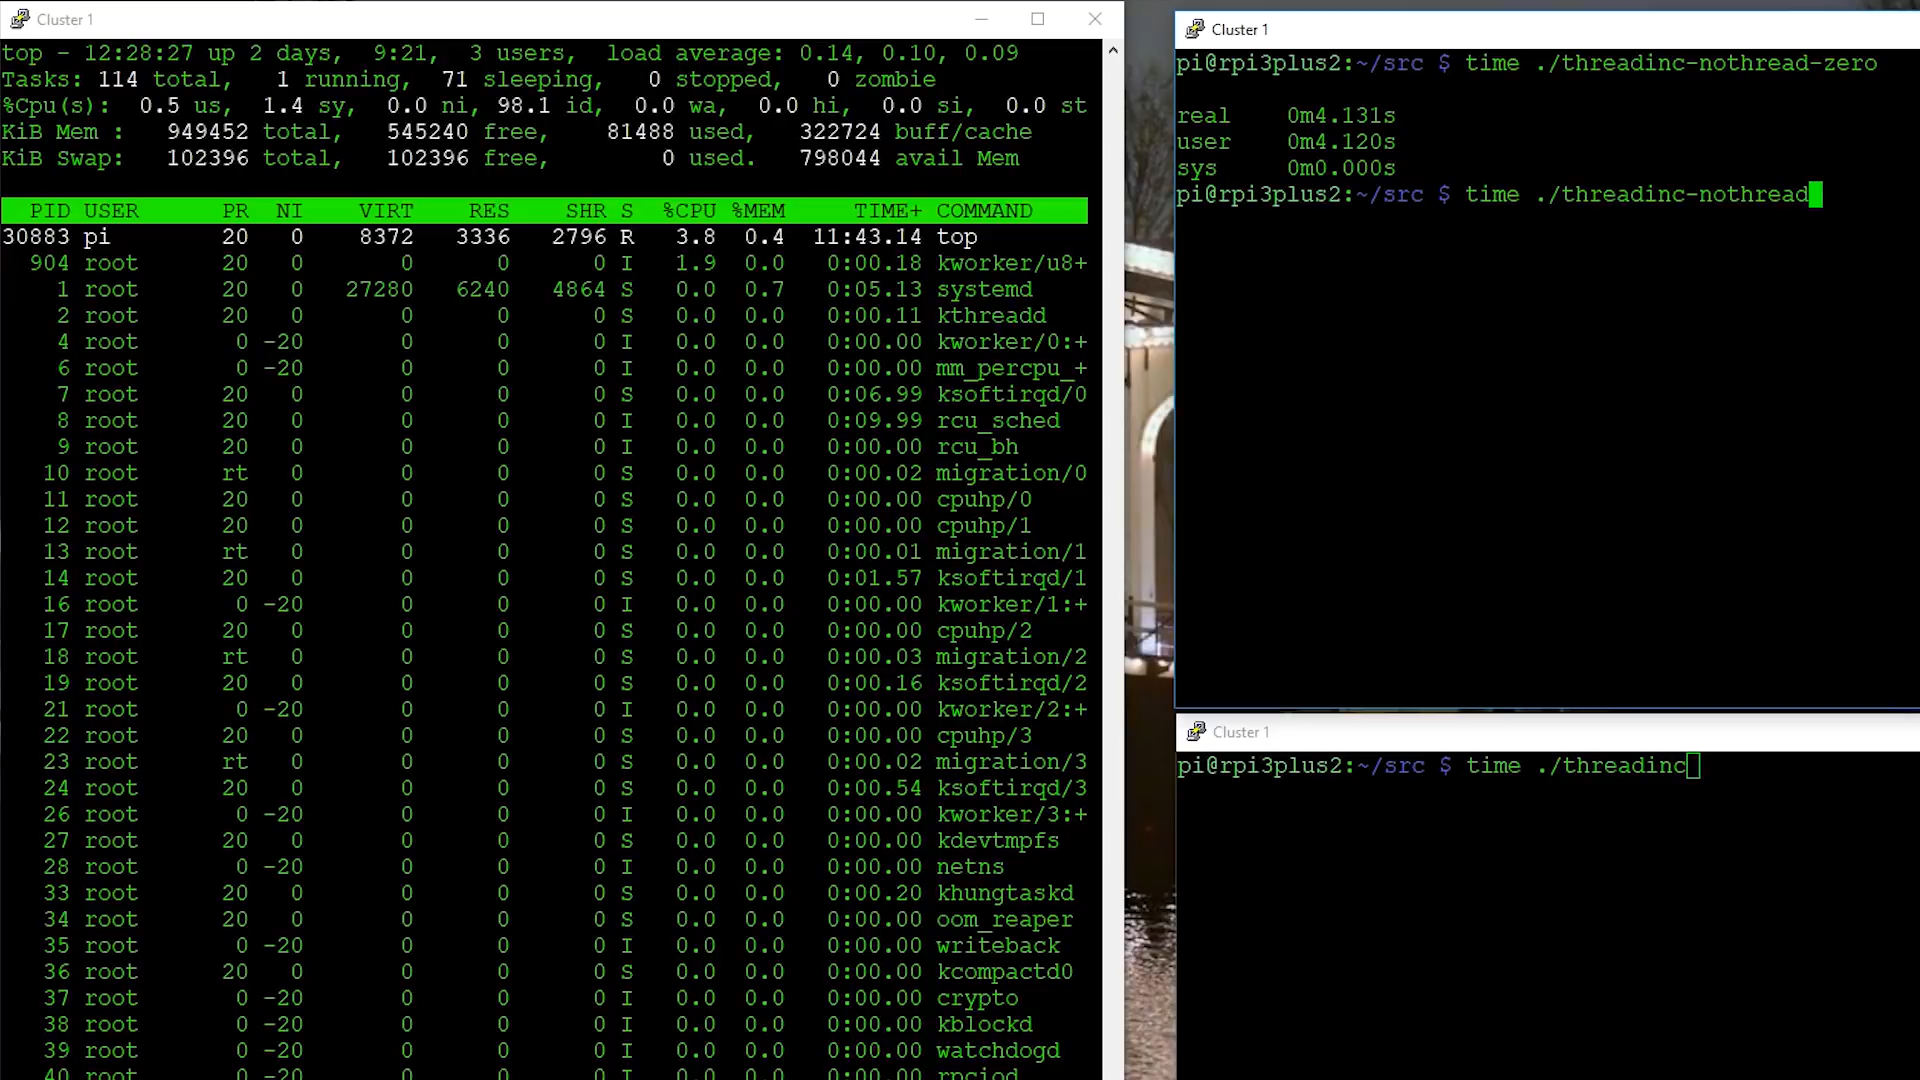 Cluster 1
top - 12:28:27 up 2 days,  9:21,  3 users,  load average: 0.14, 0.10, 0.09
Tasks: 114 total,   1 running,  71 sleeping,   0 stopped,   0 zombie
%Cpu(s):  0.5 us,  1.4 sy,  0.0 ni, 98.1 id,  0.0 wa,  0.0 hi,  0.0 si,  0.0 st
KiB Mem :   949452 total,   545240 free,    81488 used,   322724 buff/cache
KiB Swap:   102396 total,   102396 free,        0 used.   798044 avail Mem
PID USER      PR  NI    VIRT    RES    SHR S  %CPU %MEM     TIME+ COMMAND
30883 pi        20   0    8372   3336   2796 R   3.8  0.4  11:43.14 top
904 root      20   0       0      0      0 I   1.9  0.0   0:00.18 kworker/u8+
1 root      20   0   27280   6240   4864 S   0.0  0.7   0:05.13 systemd
2 root      20   0       0      0      0 S   0.0  0.0   0:00.11 kthreadd
4 root       0 -20       0      0      0 I   0.0  0.0   0:00.00 kworker/0:+
6 root       0 -20       0      0      0 I   0.0  0.0   0:00.00 mm_percpu_+
7 root      20   0       0      0      0 S   0.0  0.0   0:06.99 ksoftirqd/0
8 root      20   0       0      0      0 I   0.0  0.0   0:09.99 rcu_sched
9 root      20   0       0      0      0 I   0.0  0.0   0:00.00 rcu_bh
10 root      rt   0       0      0      0 S   0.0  0.0   0:00.02 migration/0
11 root      20   0       0      0      0 S   0.0  0.0   0:00.00 cpuhp/0
12 root      20   0       0      0      0 S   0.0  0.0   0:00.00 cpuhp/1
13 root      rt   0       0      0      0 S   0.0  0.0   0:00.01 migration/1
14 root      20   0       0      0      0 S   0.0  0.0   0:01.57 ksoftirqd/1
16 root       0 -20       0      0      0 I   0.0  0.0   0:00.00 kworker/1:+
17 root      20   0       0      0      0 S   0.0  0.0   0:00.00 cpuhp/2
18 root      rt   0       0      0      0 S   0.0  0.0   0:00.03 migration/2
19 root      20   0       0      0      0 S   0.0  0.0   0:00.16 ksoftirqd/2
21 root       0 -20       0      0      0 I   0.0  0.0   0:00.00 kworker/2:+
22 root      20   0       0      0      0 S   0.0  0.0   0:00.00 cpuhp/3
23 root      rt   0       0      0      0 S   0.0  0.0   0:00.02 migration/3
24 root      20   0       0      0      0 S   0.0  0.0   0:00.54 ksoftirqd/3
26 root       0 -20       0      0      0 I   0.0  0.0   0:00.00 kworker/3:+
27 root      20   0       0      0      0 S   0.0  0.0   0:00.00 kdevtmpfs
28 root       0 -20       0      0      0 I   0.0  0.0   0:00.00 netns
33 root      20   0       0      0      0 S   0.0  0.0   0:00.20 khungtaskd
34 root      20   0       0      0      0 S   0.0  0.0   0:00.00 oom_reaper
35 root       0 -20       0      0      0 I   0.0  0.0   0:00.00 writeback
36 root      20   0       0      0      0 S   0.0  0.0   0:00.00 kcompactd0
37 root       0 -20       0      0      0 I   0.0  0.0   0:00.00 crypto
38 root       0 -20       0      0      0 I   0.0  0.0   0:00.00 kblockd
39 root       0 -20       0      0      0 I   0.0  0.0   0:00.00 watchdogd
40 root       0 -20       0      0      0 I   0.0  0.0   0:00.00 rpciod
Cluster 1
pi@rpi3plus2:~/src $ time ./threadinc-nothread-zero
real    0m4.131s
user    0m4.120s
sys     0m0.000s
pi@rpi3plus2:~/src $ time ./threadinc-nothread
Cluster 1
pi@rpi3plus2:~/src $ time ./threadinc